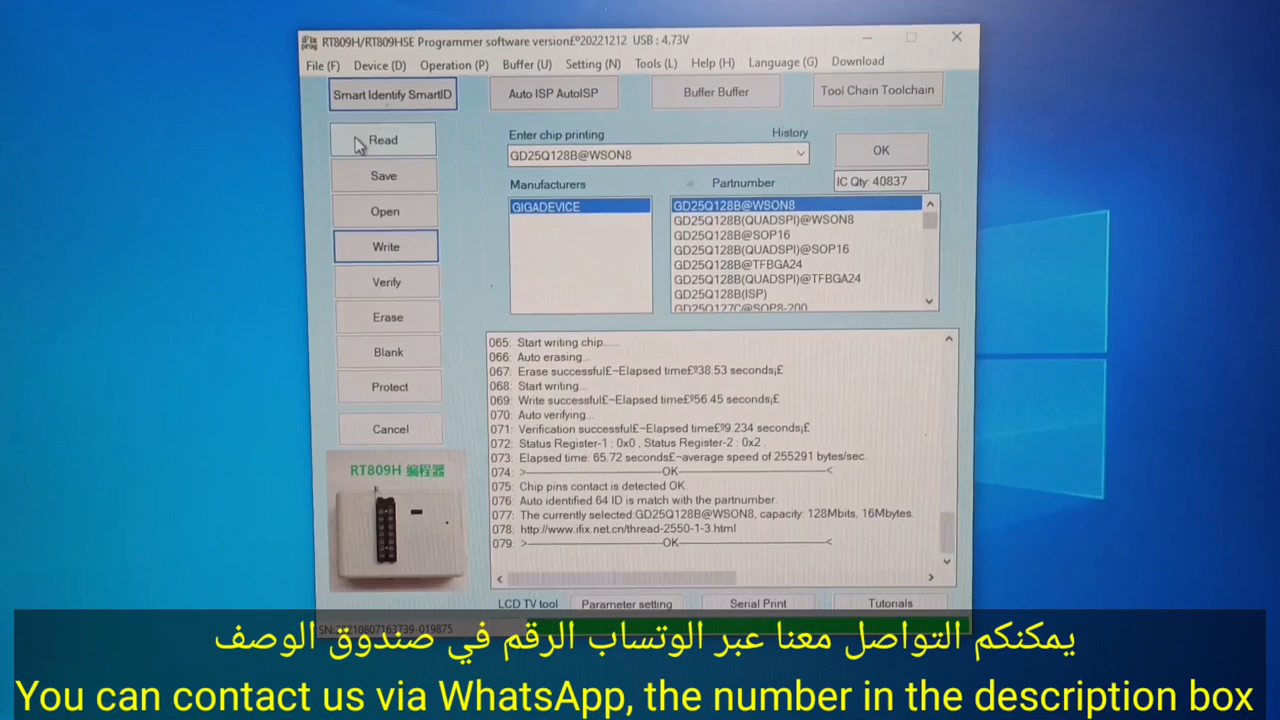 iFix
prog
RT809H/RT809HSE Programmer software version£º20221212 USB : 4.73V
File (F) Device (D) Operation (P) Buffer (U) Setting (N) Tools (L) Help (H) Language (G) Download
Smart Identify SmartID
Auto ISP AutoISP
Buffer Buffer
Tool Chain Toolchain
Read
Save
Open
Write
Verify
Erase
Blank
Protect
Cancel
Enter chip printing
History
GD25Q128B@WSON8
OK
Manufacturers
Partnumber
IC Qty: 40837
GIGADEVICE
GD25Q128B@WSON8
GD25Q128B(QUADSPI)@WSON8
GD25Q128B@SOP16
GD25Q128B(QUADSPI)@SOP16
GD25Q128B@TFBGA24
GD25Q128B(QUADSPI)@TFBGA24
GD25Q128B(ISP)
GD25Q127C@SOP8-200
065: Start writing chip......
066: Auto erasing...
067: Erase successful£¬Elapsed time£º38.53 seconds¡£
068: Start writing...
069: Write successful£¬Elapsed time£º56.45 seconds¡£
070: Auto verifying...
071: Verification successful£¬Elapsed time£º9.234 seconds¡£
072: Status Register-1 : 0x0 , Status Register-2 : 0x2 .
073: Elapsed time: 65.72 seconds£¬average speed of 255291 bytes/sec.
074: >----------------------OK----------------------<
075: Chip pins contact is detected OK.
076: Auto identified 64 ID is match with the partnumber.
077: The currently selected:GD25Q128B@WSON8, capacity: 128Mbits, 16Mbytes.
078: http://www.ifix.net.cn/thread-2550-1-3.html
079: >----------------------OK----------------------<
RT809H 编程器
LCD TV tool
Parameter setting
Serial Print
Tutorials
SN:20210807163739-019875
يمكنكم التواصل معنا عبر الوتساب الرقم في صندوق الوصف
You can contact us via WhatsApp, the number in the description box